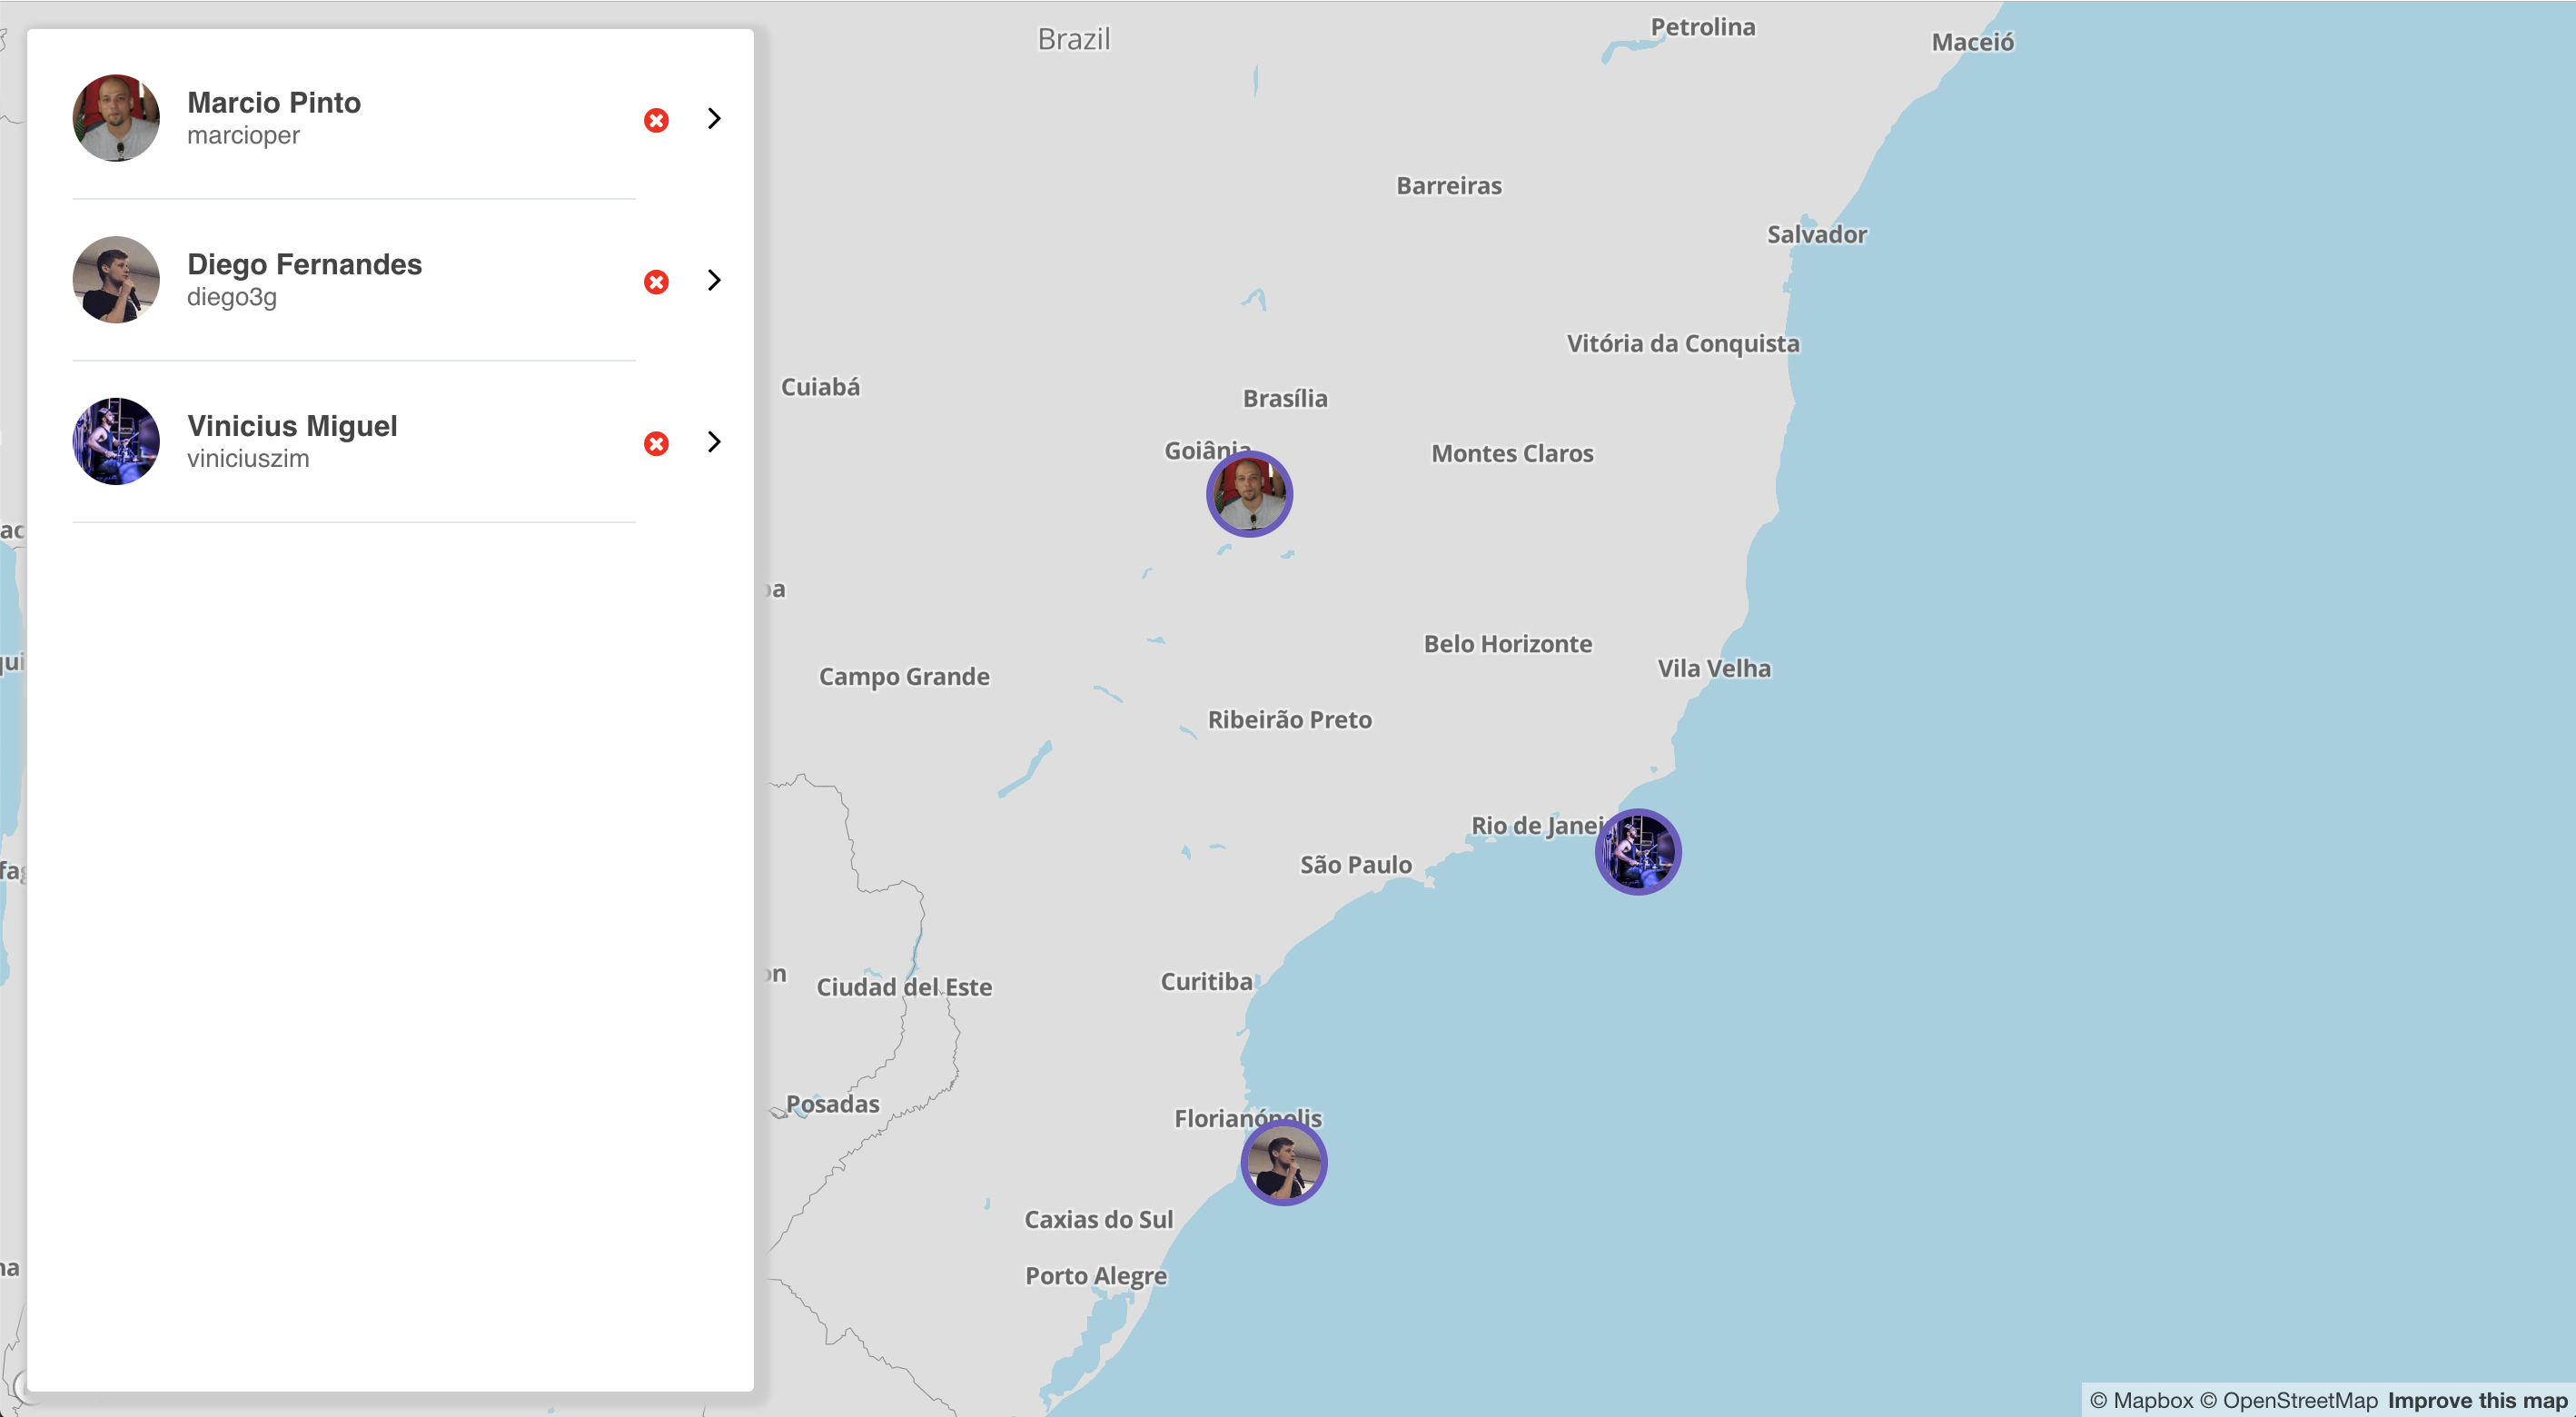 Marcio Pinto
marcioper
Diego Fernandes
diego3g
Vinicius Miguel
viniciuszim
Brazil
Petrolina
Maceió
Barreiras
Salvador
Vitória da Conquista
Cuiabá
Brasília
Goiânia
Montes Claros
Belo Horizonte
Vila Velha
Campo Grande
Ribeirão Preto
Rio de Janei
São Paulo
Curitiba
Ciudad del Este
Posadas
Florianópolis
Caxias do Sul
Porto Alegre
© Mapbox © OpenStreetMap Improve this map